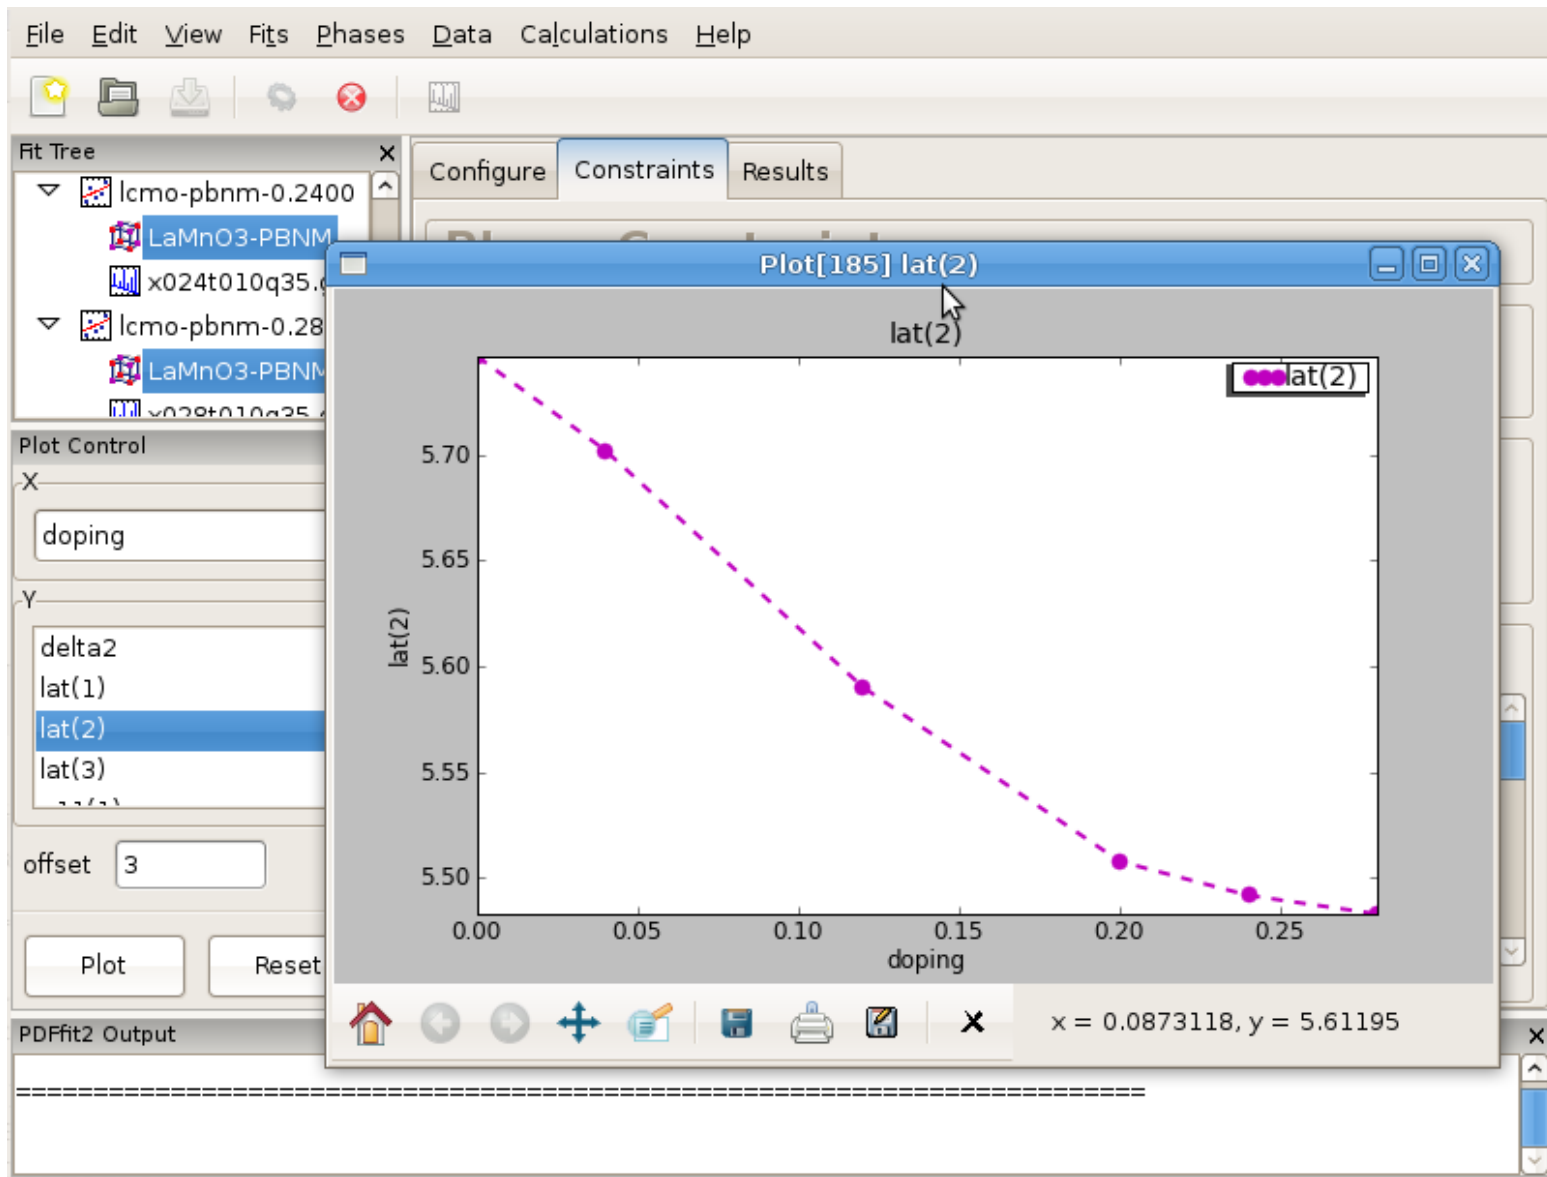 File Edit View Fits Phases Data Calculations Help
Fit Tree
lcmo-pbnm-0.2400
LaMnO3-PBNM
x024t010q35.
lcmo-pbnm-0.28
LaMnO3-PBNM
x028t010q35
Configure Constraints Results
Plot Control
X
doping
Y
delta2
lat(1)
lat(2)
lat(3)
offset 3
Plot Reset
Plot[185] lat(2)
lat(2)
lat(2)
lat(2)
5.70
5.65
5.60
5.55
5.50
0.00 0.05 0.10 0.15 0.20 0.25
doping
x = 0.0873118, y = 5.61195
PDFfit2 Output
=========================================================================